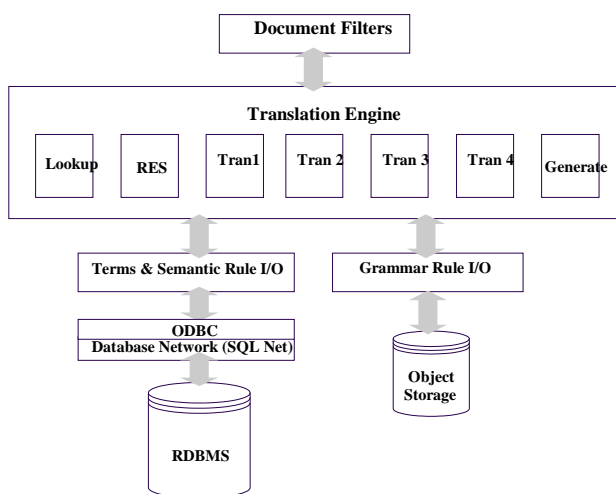 Document Filters
Translation Engine
Lookup
RES
Tran1
Tran 2
Tran 3
Tran 4
Generate
Terms & Semantic Rule I/O
Grammar Rule I/O
ODBC
Database Network (SQL Net)
Object
Storage
RDBMS